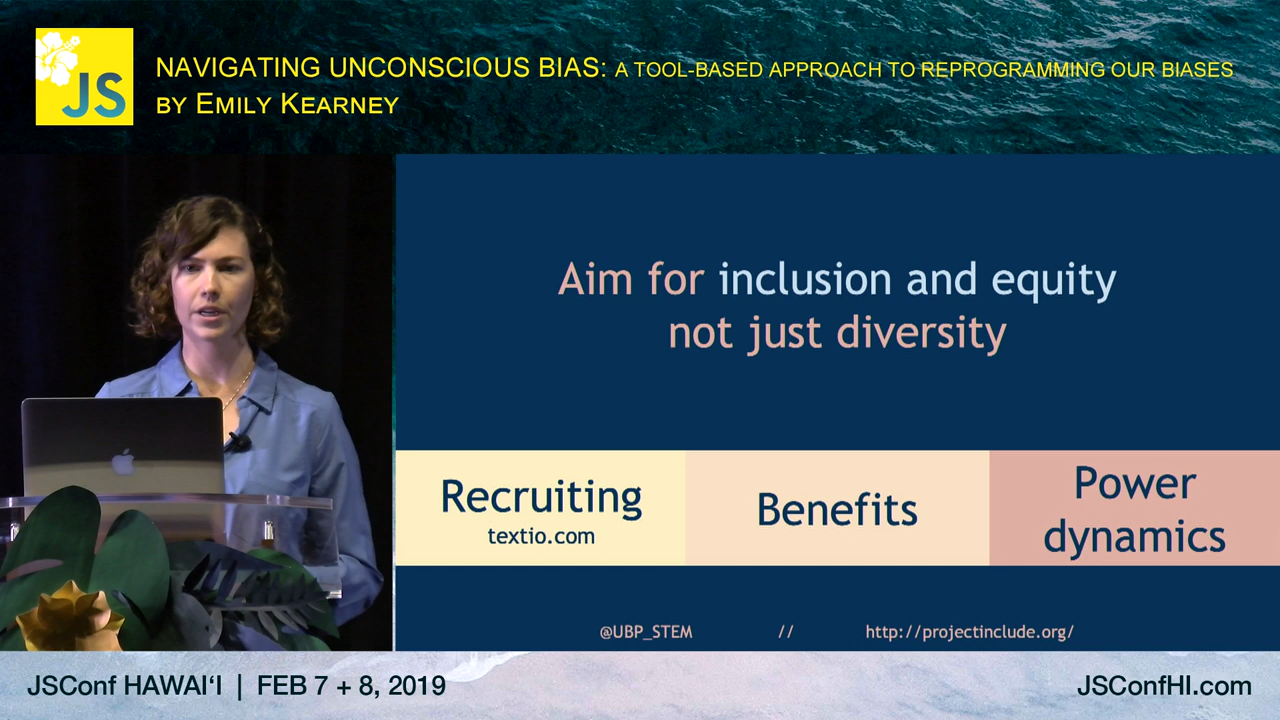 JS
NAVIGATING UNCONSCIOUS BIAS: A TOOL-BASED APPROACH TO REPROGRAMMING OUR BIASES
BY EMILY KEARNEY
Aim for inclusion and equity
not just diversity
Recruiting
textio.com
Benefits
Power
dynamics
@UBP_STEM // http://projectinclude.org/
JSConf HAWAI‘I | FEB 7 + 8, 2019
JSConfHI.com